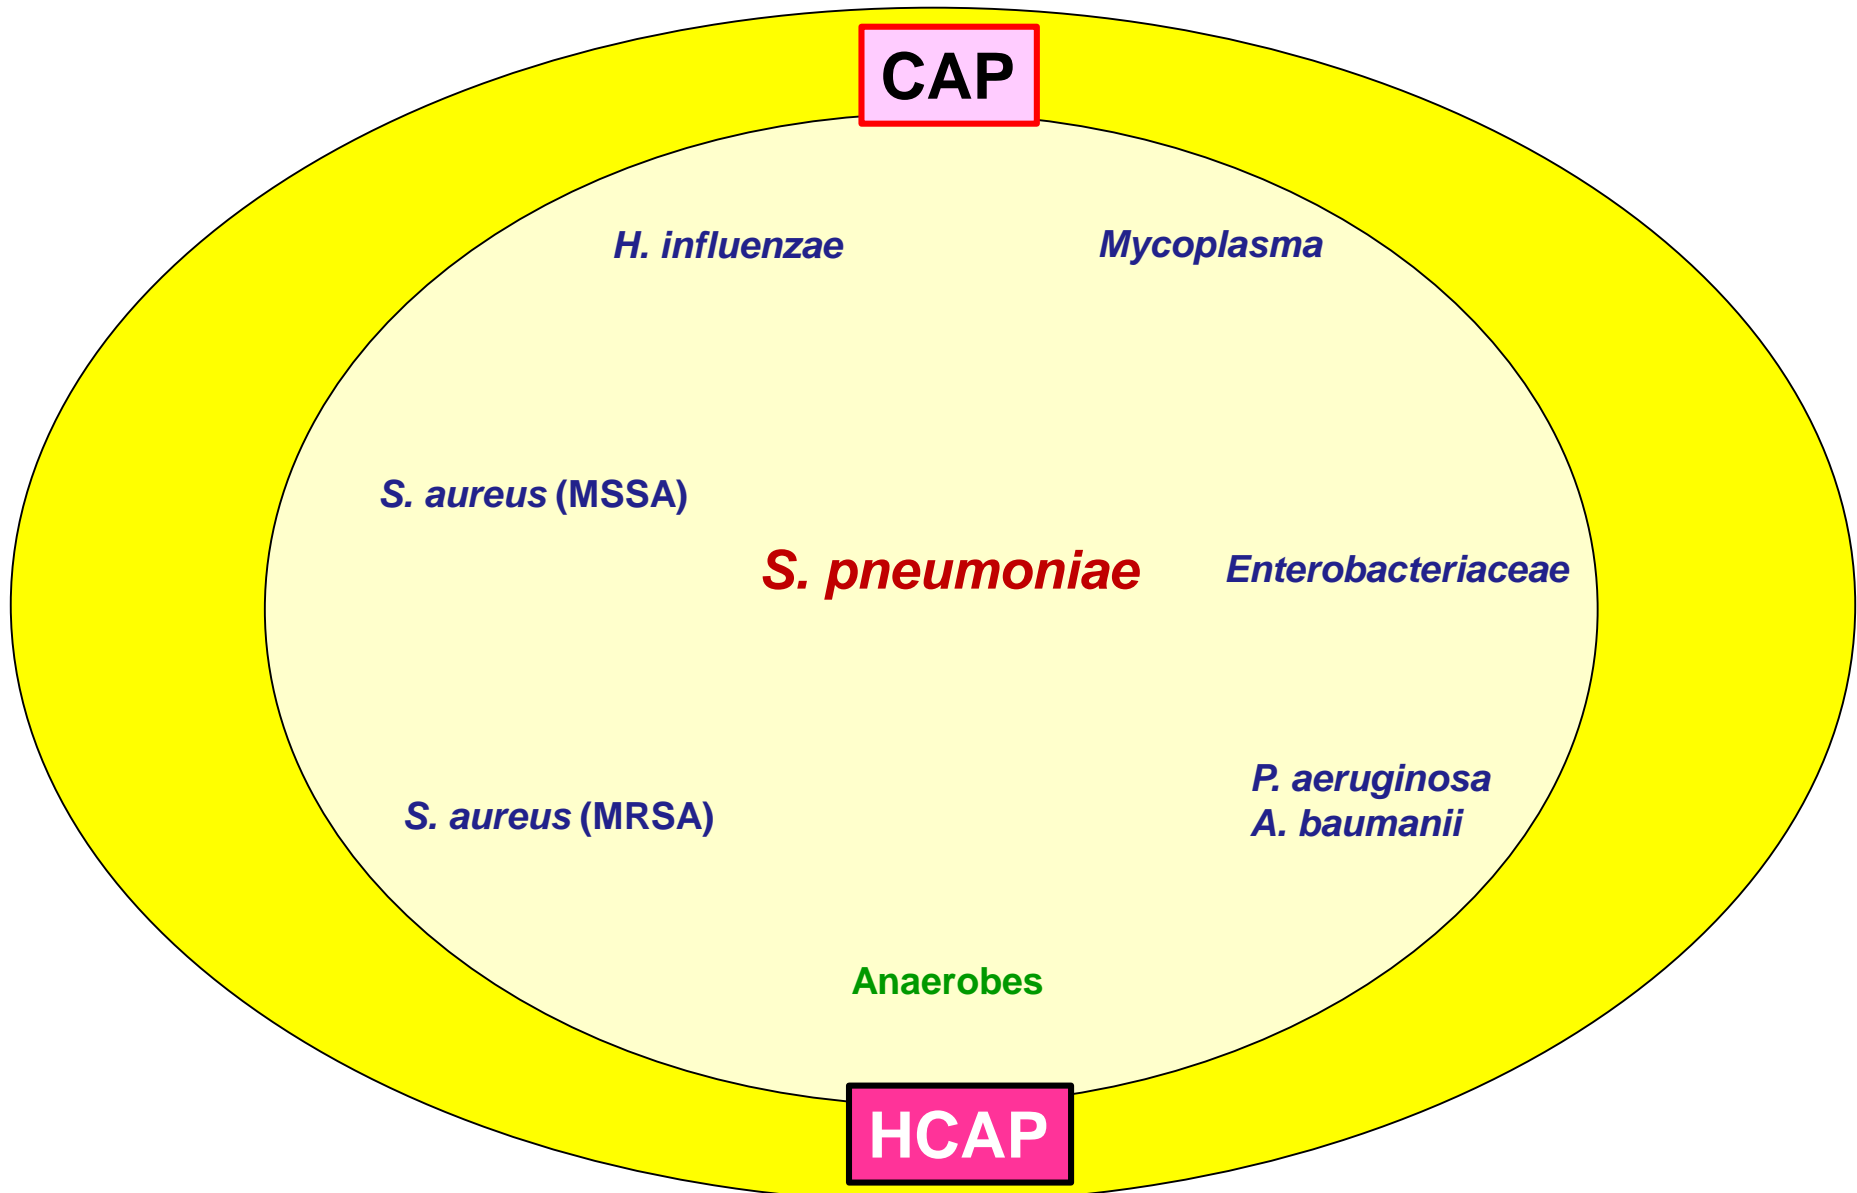 CAP
H. influenzae
Mycoplasma
S. aureus (MSSA)
S. pneumoniae
Enterobacteriaceae
P. aeruginosa
A. baumanii
S. aureus (MRSA)
Anaerobes
HCAP